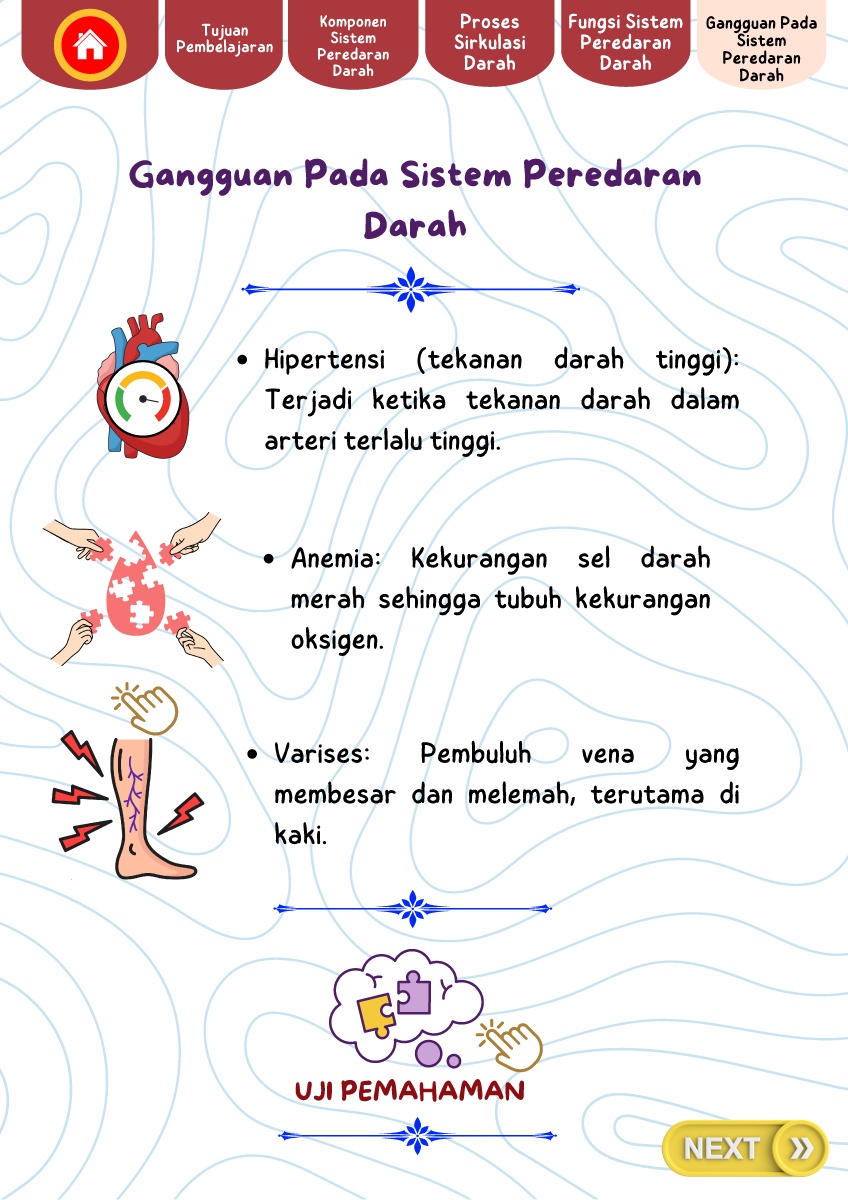 Tujuan
Pembelajaran
Komponen
Sistem
Peredaran
Darah
Proses
Sirkulasi
Darah
Fungsi Sistem
Peredaran
Darah
Gangguan Pada
Sistem
Peredaran
Darah
Gangguan Pada Sistem Peredaran
Darah
• Hipertensi (tekanan darah tinggi):
Terjadi ketika tekanan darah dalam
arteri terlalu tinggi.
• Anemia: Kekurangan sel darah
merah sehingga tubuh kekurangan
oksigen.
• Varises: Pembuluh vena yang
membesar dan melemah, terutama di
kaki.
UJI PEMAHAMAN
NEXT